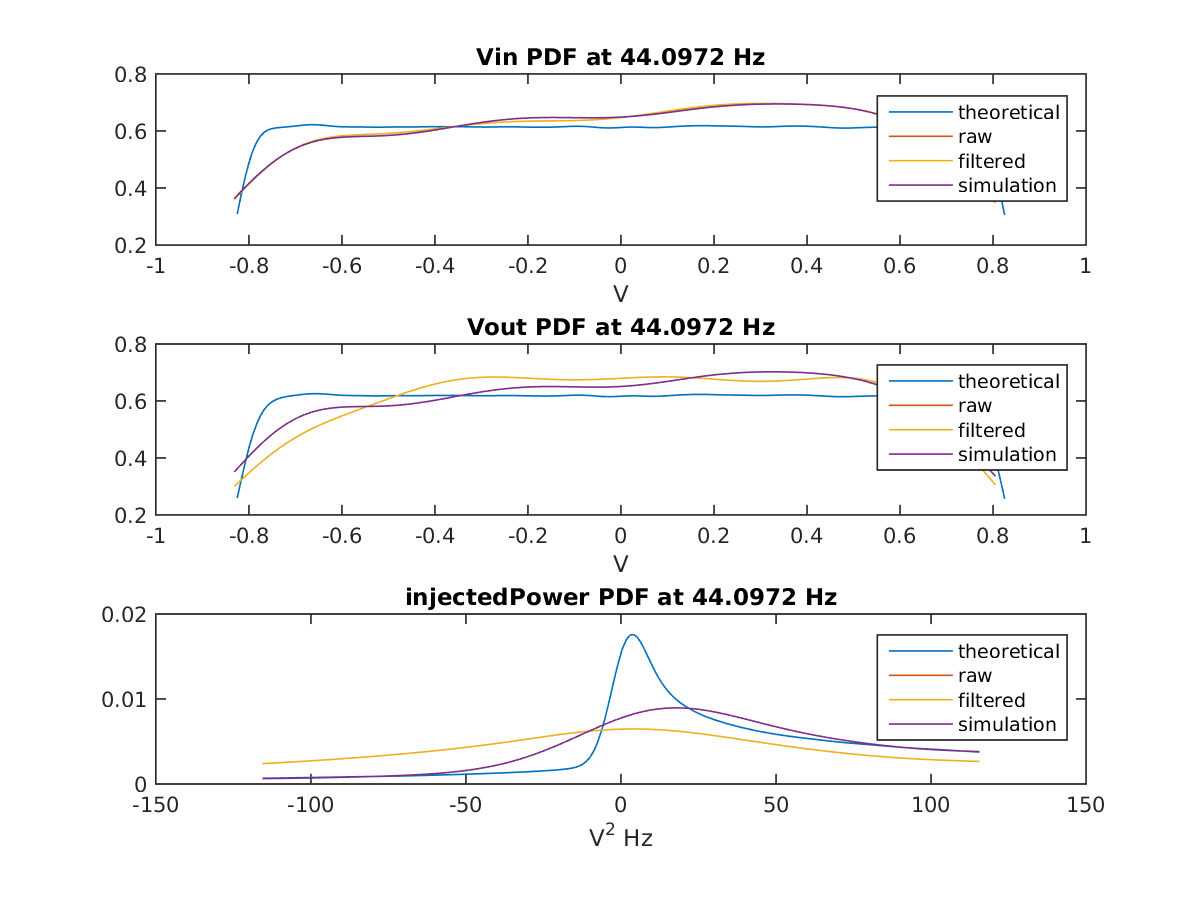 Vin PDF at 44.0972 Hz
0.8
0.6
0.4
0.2
theoretical
raw
filtered
simulation
-1 -0.8 -0.6 -0.4 -0.2 0 0.2 0.4 0.6 0.8 1
V
Vout PDF at 44.0972 Hz
0.8
0.6
0.4
0.2
theoretical
raw
filtered
simulation
-1 -0.8 -0.6 -0.4 -0.2 0 0.2 0.4 0.6 0.8 1
V
injectedPower PDF at 44.0972 Hz
0.02
0.01
0
theoretical
raw
filtered
simulation
-150 -100 -50 0 50 100 150
V² Hz